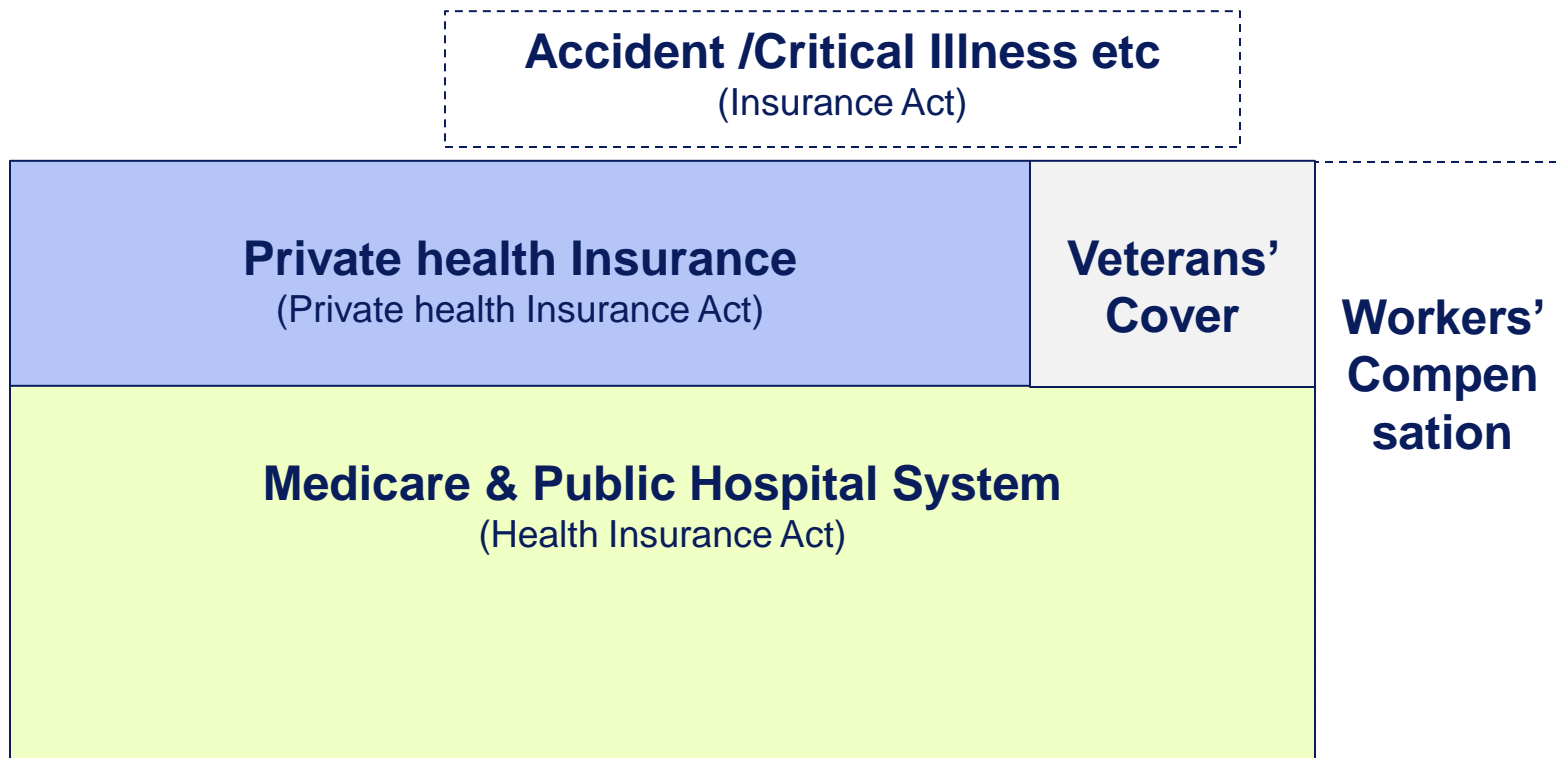 Accident /Critical Illness etc
(Insurance Act)
Private health Insurance
(Private health Insurance Act)
Veterans’
Cover
Workers’
Compen
sation
Medicare & Public Hospital System
(Health Insurance Act)